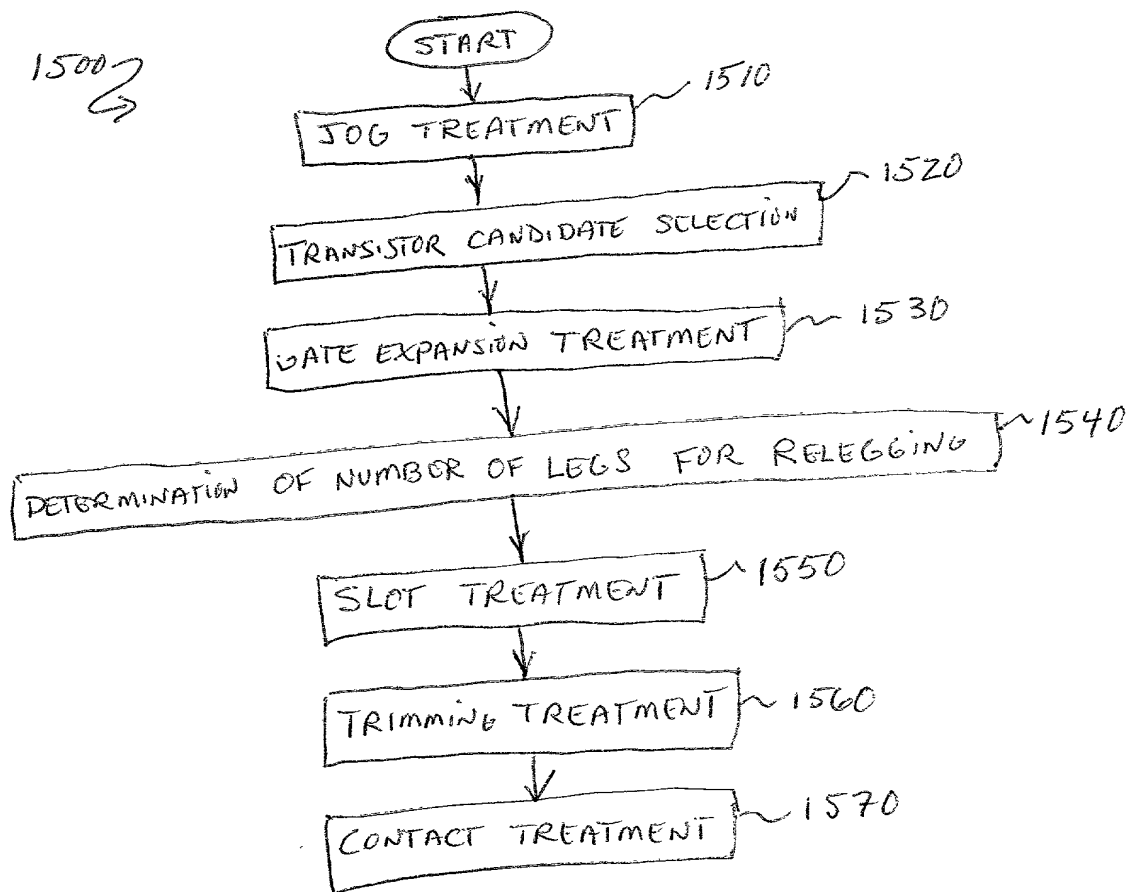 START
1500
1510
JOG TREATMENT
1520
TRANSISTOR CANDIDATE SELECTION
1530
GATE EXPANSION TREATMENT
1540
DETERMINATION OF NUMBER OF LEGS FOR RELEGGING
1550
SLOT TREATMENT
1560
TRIMMING TREATMENT
1570
CONTACT TREATMENT